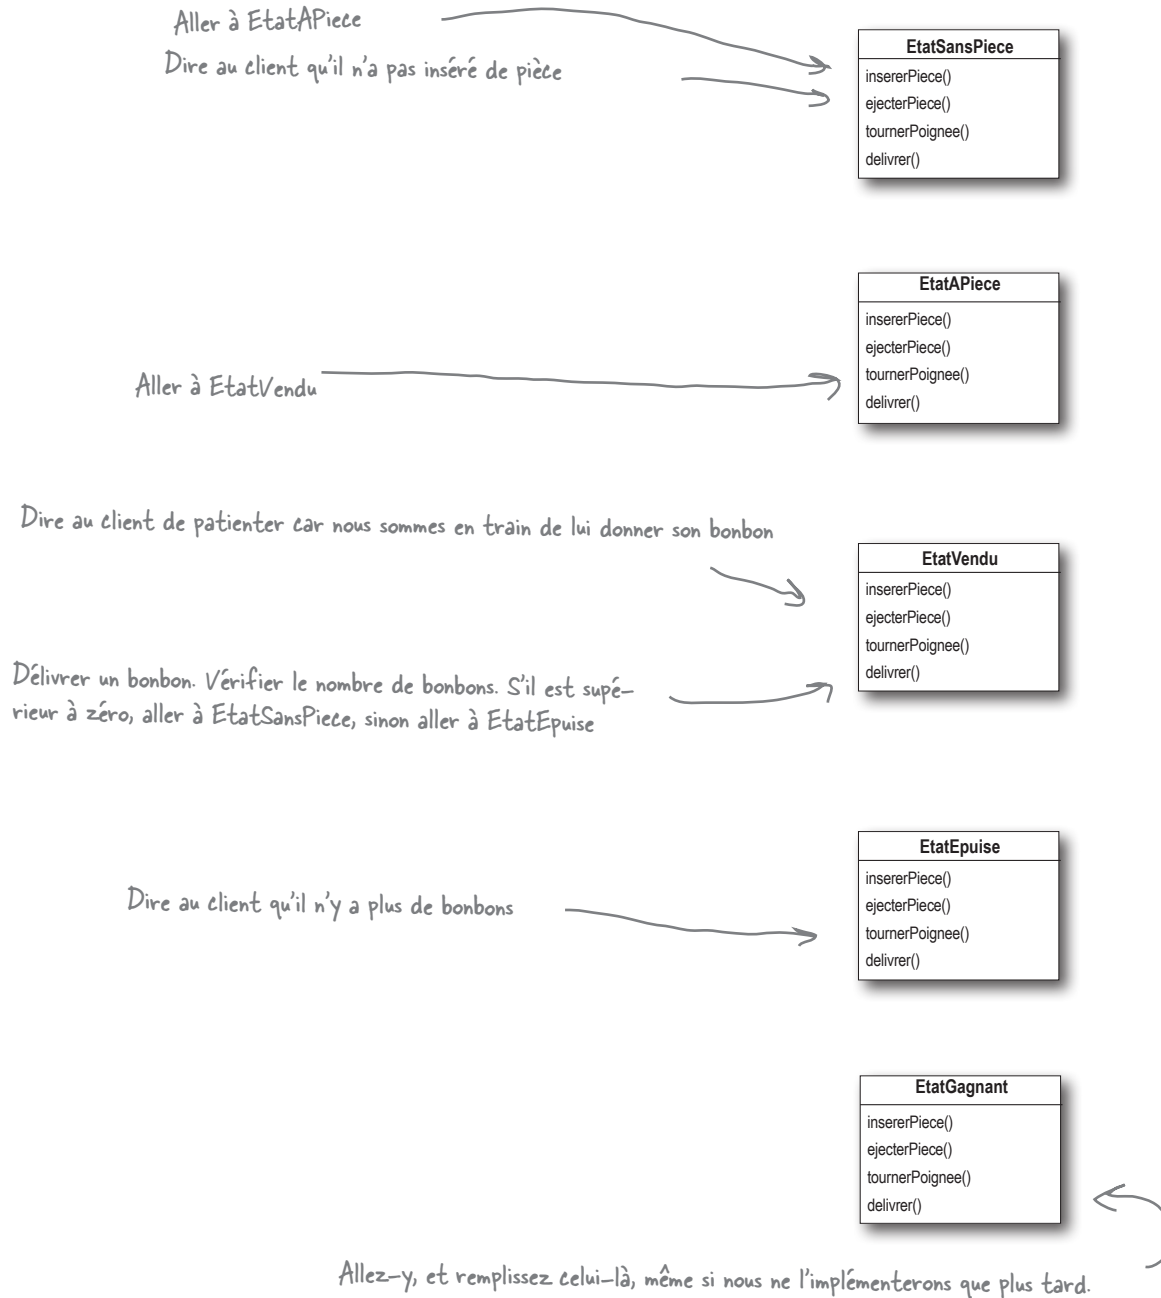 Aller à EtatAPiece
Dire au client qu'il n'a pas inséré de pièce
EtatSansPiece
insererPiece()
ejecterPiece()
tournerPoignee()
delivrer()
EtatAPiece
insererPiece()
ejecterPiece()
tournerPoignee()
delivrer()
Aller à EtatVendu
Dire au client de patienter car nous sommes en train de lui donner son bonbon
EtatVendu
insererPiece()
ejecterPiece()
tournerPoignee()
delivrer()
Délivrer un bonbon. Vérifier le nombre de bonbons. S'il est supé-
rieur à zéro, aller à EtatSansPiece, sinon aller à EtatEpuise
EtatEpuise
insererPiece()
ejecterPiece()
tournerPoignee()
delivrer()
Dire au client qu'il n'y a plus de bonbons
EtatGagnant
insererPiece()
ejecterPiece()
tournerPoignee()
delivrer()
Allez-y, et remplissez celui-là, même si nous ne l'implémenterons que plus tard.